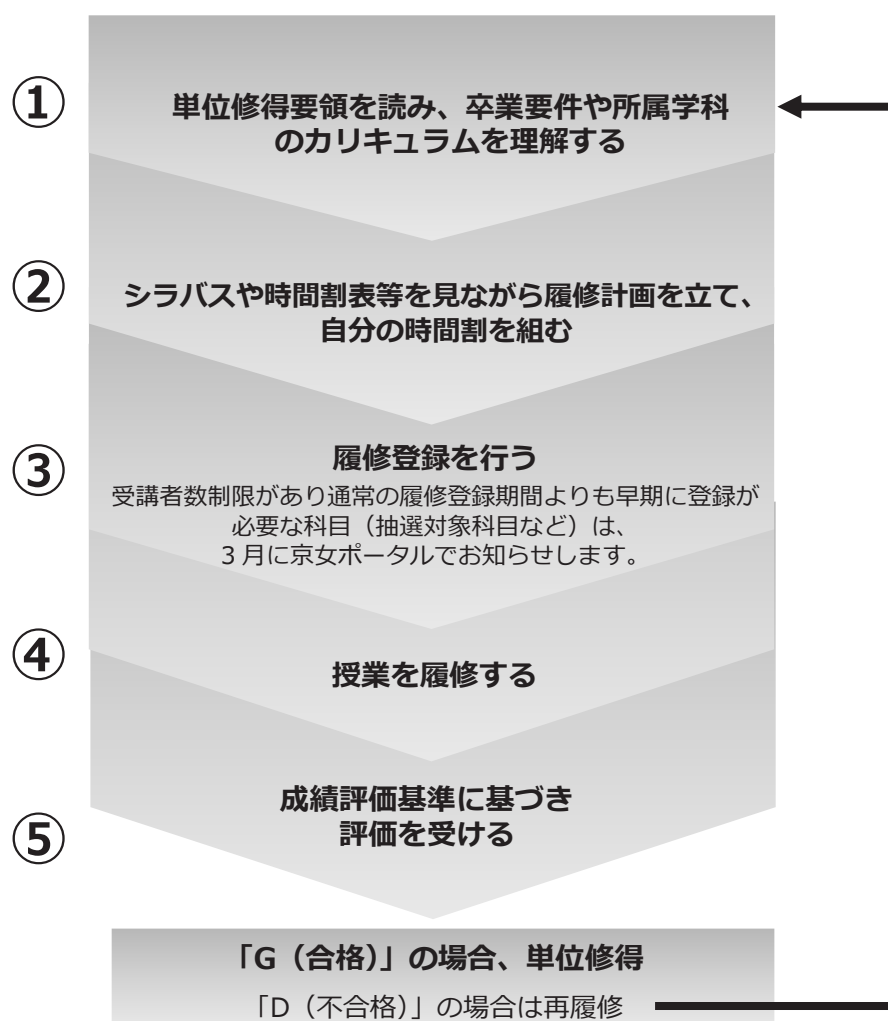 ①
単位修得要領を読み、卒業要件や所属学科
のカリキュラムを理解する
②
シラバスや時間割表等を見ながら履修計画を立て、
自分の時間割を組む
③
履修登録を行う
受講者数制限があり通常の履修登録期間よりも早期に登録が
必要な科目（抽選対象科目など）は、
3月に京女ポータルでお知らせします。
④
授業を履修する
⑤
成績評価基準に基づき
評価を受ける
「G（合格）」の場合、単位修得
「D（不合格）」の場合は再履修